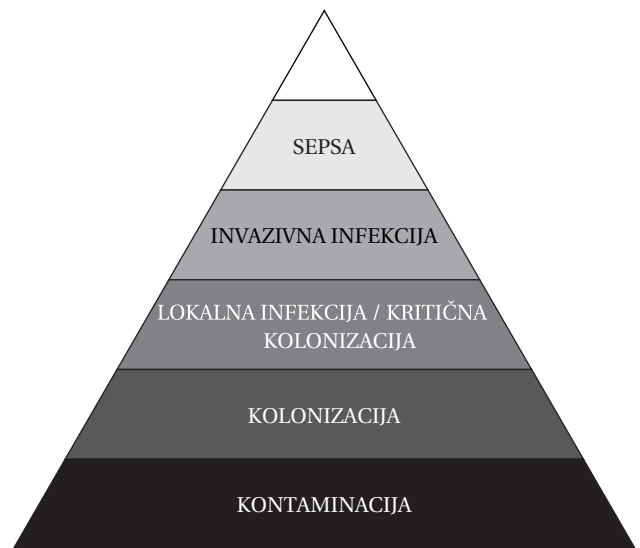 SEPSA
INVAZIVNA INFEKCIJA
LOKALNA INFEKCIJA / KRITIČNA
KOLONIZACIJA
KOLONIZACIJA
KONTAMINACIJA